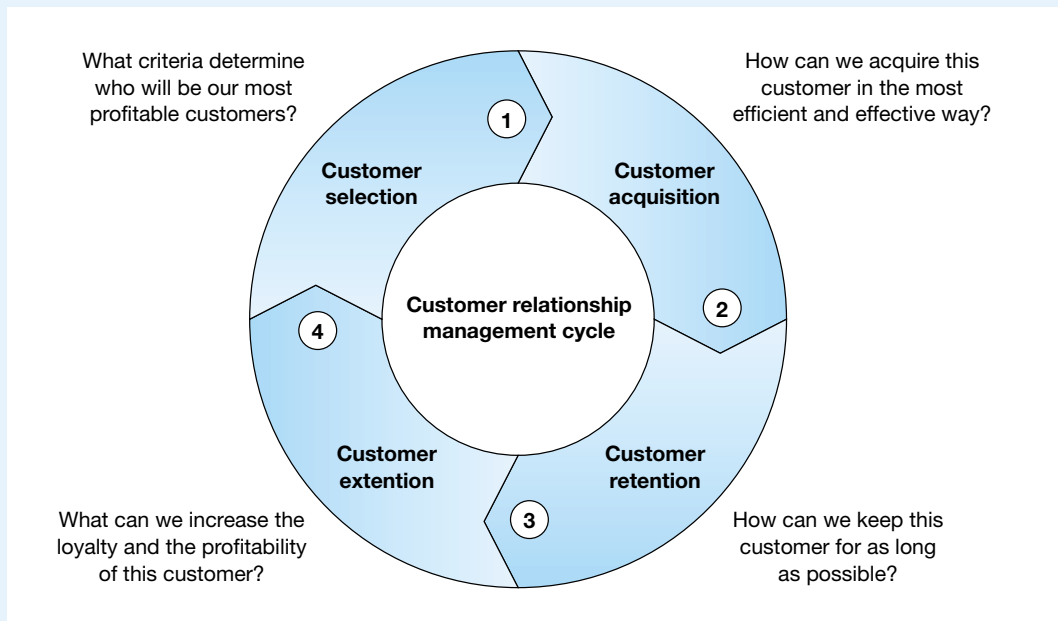 What criteria determine
who will be our most
profitable customers?
1
Customer
selection
How can we acquire this
customer in the most
efficient and effective way?
Customer
acquisition
2
Customer relationship
management cycle
4
Customer
extention
What can we increase the
loyalty and the profitability
of this customer?
Customer
retention
3
How can we keep this
customer for as long
as possible?